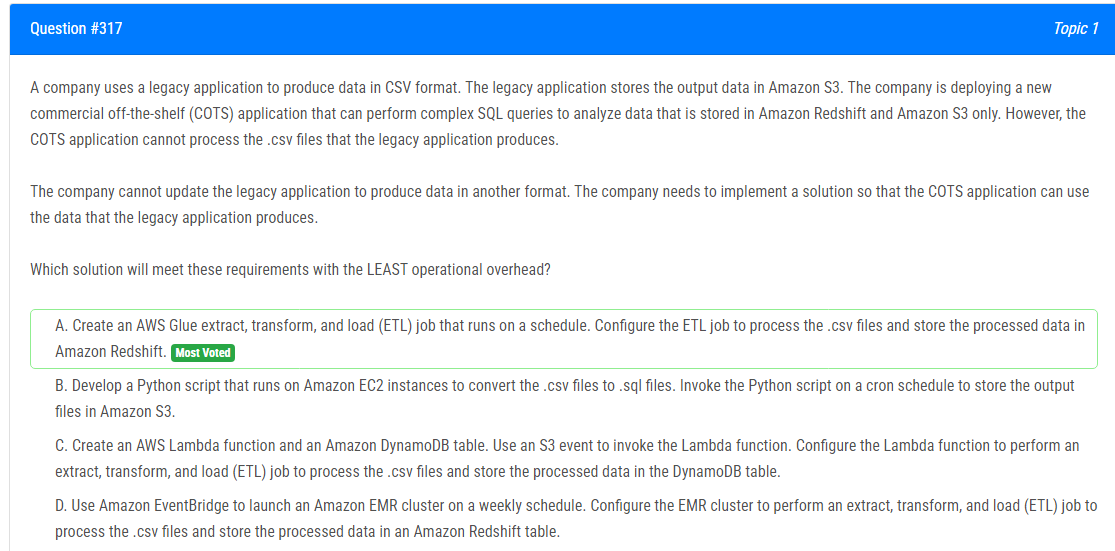 Question #317
Topic 1
A company uses a legacy application to produce data in CSV format. The legacy application stores the output data in Amazon S3. The company is deploying a new
commercial off-the-shelf (COTS) application that can perform complex SQL queries to analyze data that is stored in Amazon Redshift and Amazon S3 only. However, the
COTS application cannot process the .csv files that the legacy application produces.
The company cannot update the legacy application to produce data in another format. The company needs to implement a solution so that the COTS application can use
the data that the legacy application produces.
Which solution will meet these requirements with the LEAST operational overhead?
A. Create an AWS Glue extract, transform, and load (ETL) job that runs on a schedule. Configure the ETL job to process the .csv files and store the processed data in
Amazon Redshift. Most Voted
B. Develop a Python script that runs on Amazon EC2 instances to convert the .csv files to .sql files. Invoke the Python script on a cron schedule to store the output
files in Amazon S3.
C. Create an AWS Lambda function and an Amazon DynamoDB table. Use an S3 event to invoke the Lambda function. Configure the Lambda function to perform an
extract, transform, and load (ETL) job to process the .csv files and store the processed data in the DynamoDB table.
D. Use Amazon EventBridge to launch an Amazon EMR cluster on a weekly schedule. Configure the EMR cluster to perform an extract, transform, and load (ETL) job to
process the .csv files and store the processed data in an Amazon Redshift table.